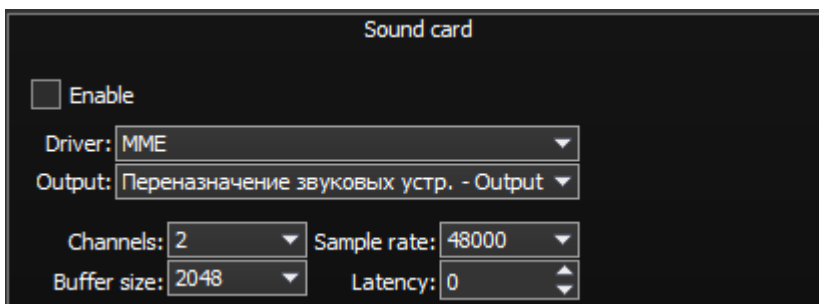 Sound card
Enable
Driver: MME
Output: Переназначение звуковых устр. - Output
Channels: 2 Sample rate: 48000
Buffer size: 2048 Latency: 0